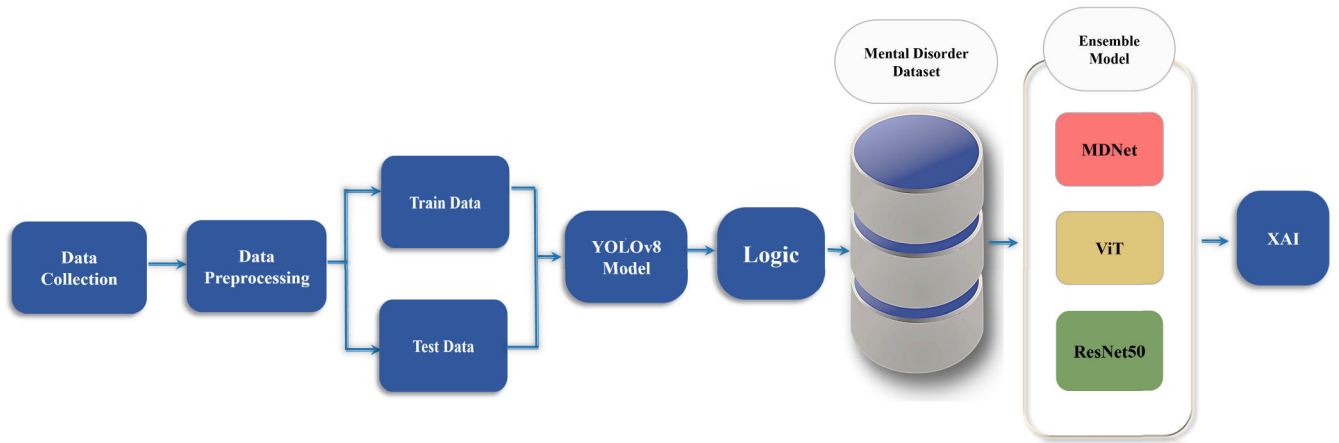 Data
Collection
Data
Preprocessing
Train Data
Test Data
YOLOv8
Model
Logic
Mental Disorder
Dataset
Ensemble
Model
MDNet
ViT
ResNet50
XAI